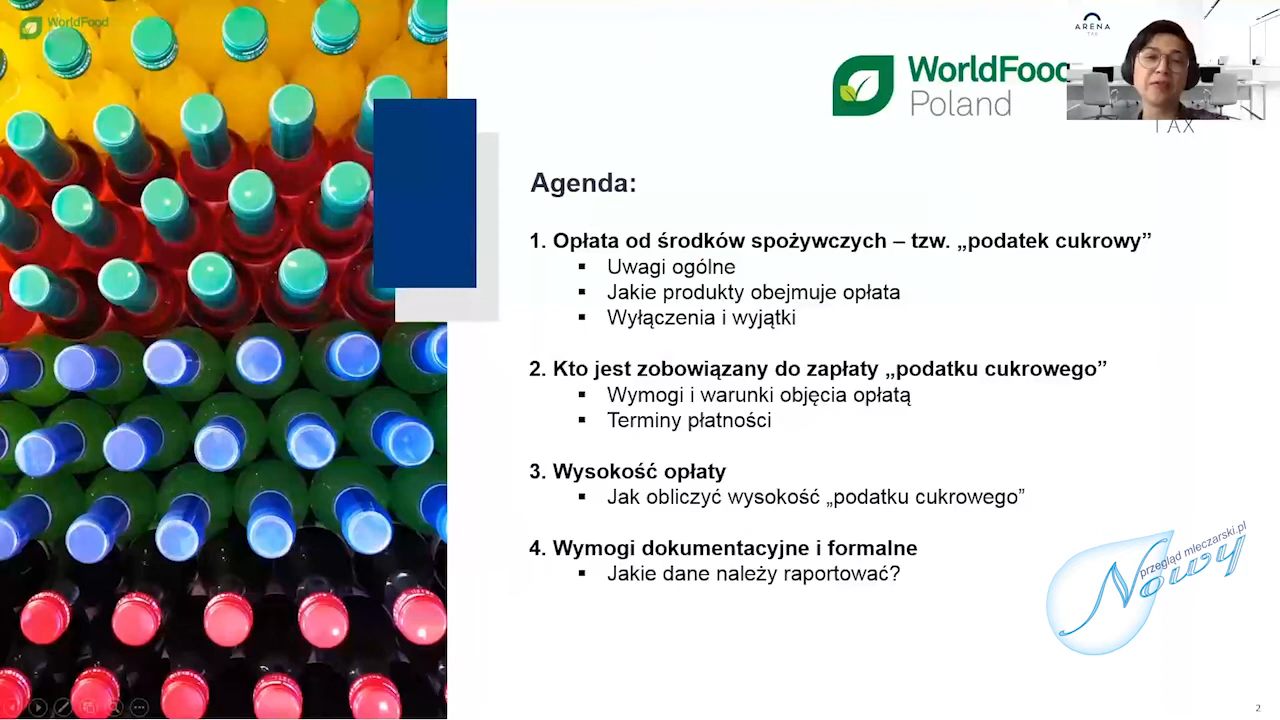 WorldFood
WorldFood
Poland
ARENA
TAX
TAX
Agenda:
1. Opłata od środków spożywczych – tzw. „podatek cukrowy”
▪ Uwagi ogólne
▪ Jakie produkty obejmuje opłata
▪ Wyłączenia i wyjątki
2. Kto jest zobowiązany do zapłaty „podatku cukrowego”
▪ Wymogi i warunki objęcia opłatą
▪ Terminy płatności
3. Wysokość opłaty
▪ Jak obliczyć wysokość „podatku cukrowego”
4. Wymogi dokumentacyjne i formalne
▪ Jakie dane należy raportować?
przegląd mleczarski.pl
Nowy
2